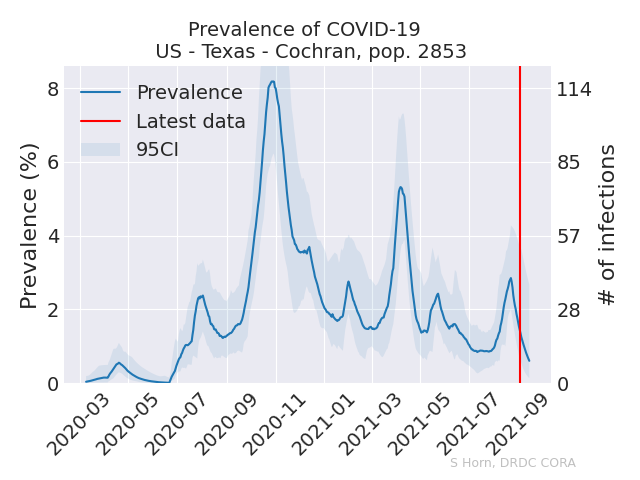 Prevalence of COVID-19
US - Texas - Cochran, pop. 2853
Prevalence (%)
# of infections
Prevalence
Latest data
95CI
8
6
4
2
0
114
85
57
28
0
2020-03
2020-05
2020-07
2020-09
2020-11
2021-01
2021-03
2021-05
2021-07
2021-09
S Horn, DRDC CORA